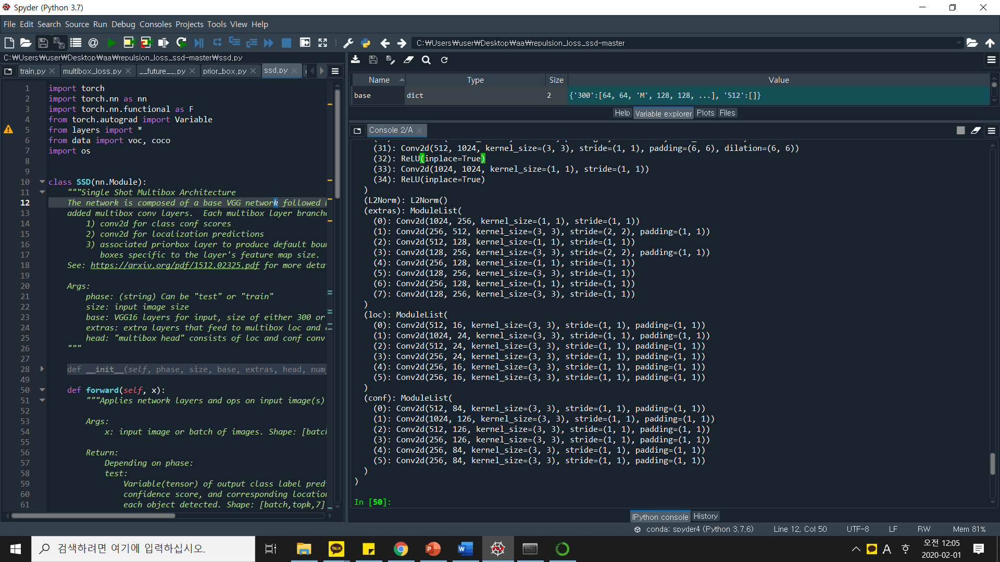 Spyder (Python 3.7)
File Edit Search Source Run Debug Consoles Projects Tools View Help
C:₩Users₩user₩Desktop₩aa₩repulsion_loss_ssd-master
C:₩Users₩user₩Desktop₩aa₩repulsion_loss_ssd-master₩ssd.py
train.py multibox_loss.py __future__.py prior_box.py ssd.py
1 import torch
2 import torch.nn as nn
3 import torch.nn.functional as F
4 from torch.autograd import Variable
5 from layers import *
6 from data import voc, coco
7 import os
8
9
10 class SSD(nn.Module):
11 """Single Shot Multibox Architecture
12 The network is composed of a base VGG network followed
13 added multibox conv layers.  Each multibox layer branche
14 1) conv2d for class conf scores
15 2) conv2d for localization predictions
16 3) associated priorbox layer to produce default bou
17 boxes specific to the layer's feature map size.
18 See: https://arxiv.org/pdf/1512.02325.pdf for more deta
19
20 Args:
21 phase: (string) Can be "test" or "train"
22 size: input image size
23 base: VGG16 layers for input, size of either 300 or
24 extras: extra layers that feed to multibox loc and
25 head: "multibox head" consists of loc and conf conv
26 """
27
28 def __init__(self, phase, size, base, extras, head, num_
49
50 def forward(self, x):
51 """Applies network layers and ops on input image(s)
52
53 Args:
54 x: input image or batch of images. Shape: [batch
55
56 Return:
57 Depending on phase:
58 test:
59 Variable(tensor) of output class label pred
60 confidence score, and corresponding location
61 each object detected. Shape: [batch,topk,7]
Name Type Size Value
base dict 2 {'300':[64, 64, 'M', 128, 128, ...], '512':[]}
Help Variable explorer Plots Files
Console 2/A
(31): Conv2d(512, 1024, kernel_size=(3, 3), stride=(1, 1), padding=(6, 6), dilation=(6, 6))
(32): ReLU(inplace=True)
(33): Conv2d(1024, 1024, kernel_size=(1, 1), stride=(1, 1))
(34): ReLU(inplace=True)
)
(L2Norm): L2Norm()
(extras): ModuleList(
(0): Conv2d(1024, 256, kernel_size=(1, 1), stride=(1, 1))
(1): Conv2d(256, 512, kernel_size=(3, 3), stride=(2, 2), padding=(1, 1))
(2): Conv2d(512, 128, kernel_size=(1, 1), stride=(1, 1))
(3): Conv2d(128, 256, kernel_size=(3, 3), stride=(2, 2), padding=(1, 1))
(4): Conv2d(256, 128, kernel_size=(1, 1), stride=(1, 1))
(5): Conv2d(128, 256, kernel_size=(3, 3), stride=(1, 1))
(6): Conv2d(256, 128, kernel_size=(1, 1), stride=(1, 1))
(7): Conv2d(128, 256, kernel_size=(3, 3), stride=(1, 1))
)
(loc): ModuleList(
(0): Conv2d(512, 16, kernel_size=(3, 3), stride=(1, 1), padding=(1, 1))
(1): Conv2d(1024, 24, kernel_size=(3, 3), stride=(1, 1), padding=(1, 1))
(2): Conv2d(512, 24, kernel_size=(3, 3), stride=(1, 1), padding=(1, 1))
(3): Conv2d(256, 24, kernel_size=(3, 3), stride=(1, 1), padding=(1, 1))
(4): Conv2d(256, 16, kernel_size=(3, 3), stride=(1, 1), padding=(1, 1))
(5): Conv2d(256, 16, kernel_size=(3, 3), stride=(1, 1), padding=(1, 1))
)
(conf): ModuleList(
(0): Conv2d(512, 84, kernel_size=(3, 3), stride=(1, 1), padding=(1, 1))
(1): Conv2d(1024, 126, kernel_size=(3, 3), stride=(1, 1), padding=(1, 1))
(2): Conv2d(512, 126, kernel_size=(3, 3), stride=(1, 1), padding=(1, 1))
(3): Conv2d(256, 126, kernel_size=(3, 3), stride=(1, 1), padding=(1, 1))
(4): Conv2d(256, 84, kernel_size=(3, 3), stride=(1, 1), padding=(1, 1))
(5): Conv2d(256, 84, kernel_size=(3, 3), stride=(1, 1), padding=(1, 1))
)
)
In [50]:
IPython console History
conda: spyder4 (Python 3.7.6) Line 12, Col 50 UTF-8 LF RW Mem 81%
검색하려면 여기에 입력하십시오.
TALK
A
오전 12:05
2020-02-01